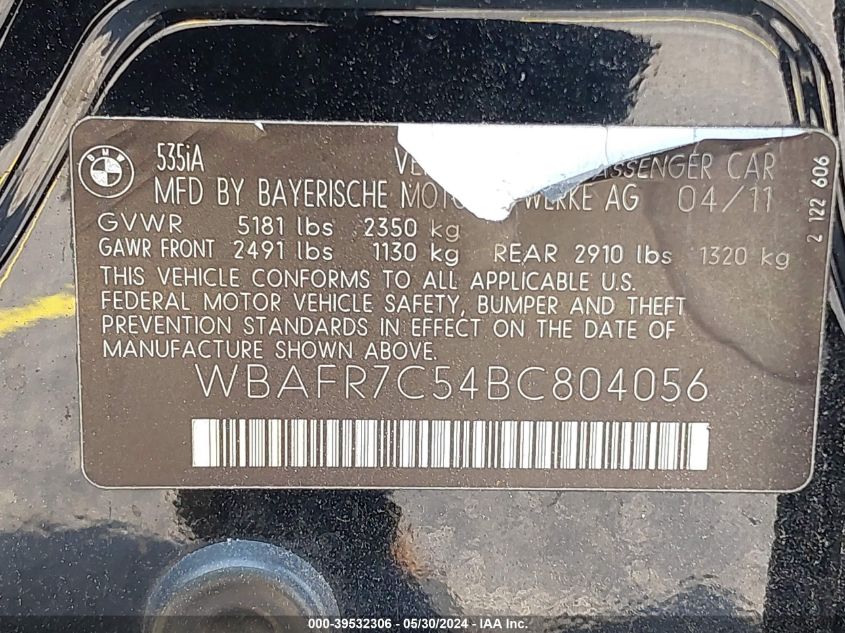 BMW
535iA VE ASSENGER CAR
MFD BY BAYERISCHE MOTO WERKE AG 04/11
GVWR 5181 lbs 2350 kg
GAWR FRONT 2491 lbs 1130 kg REAR 2910 lbs 1320 kg
THIS VEHICLE CONFORMS TO ALL APPLICABLE U.S.
FEDERAL MOTOR VEHICLE SAFETY, BUMPER AND THEFT
PREVENTION STANDARDS IN EFFECT ON THE DATE OF
MANUFACTURE SHOWN ABOVE.
WBAFR7C54BC804056
2 122 606
000-39532306 / 05/30/2024 - IAA Inc.